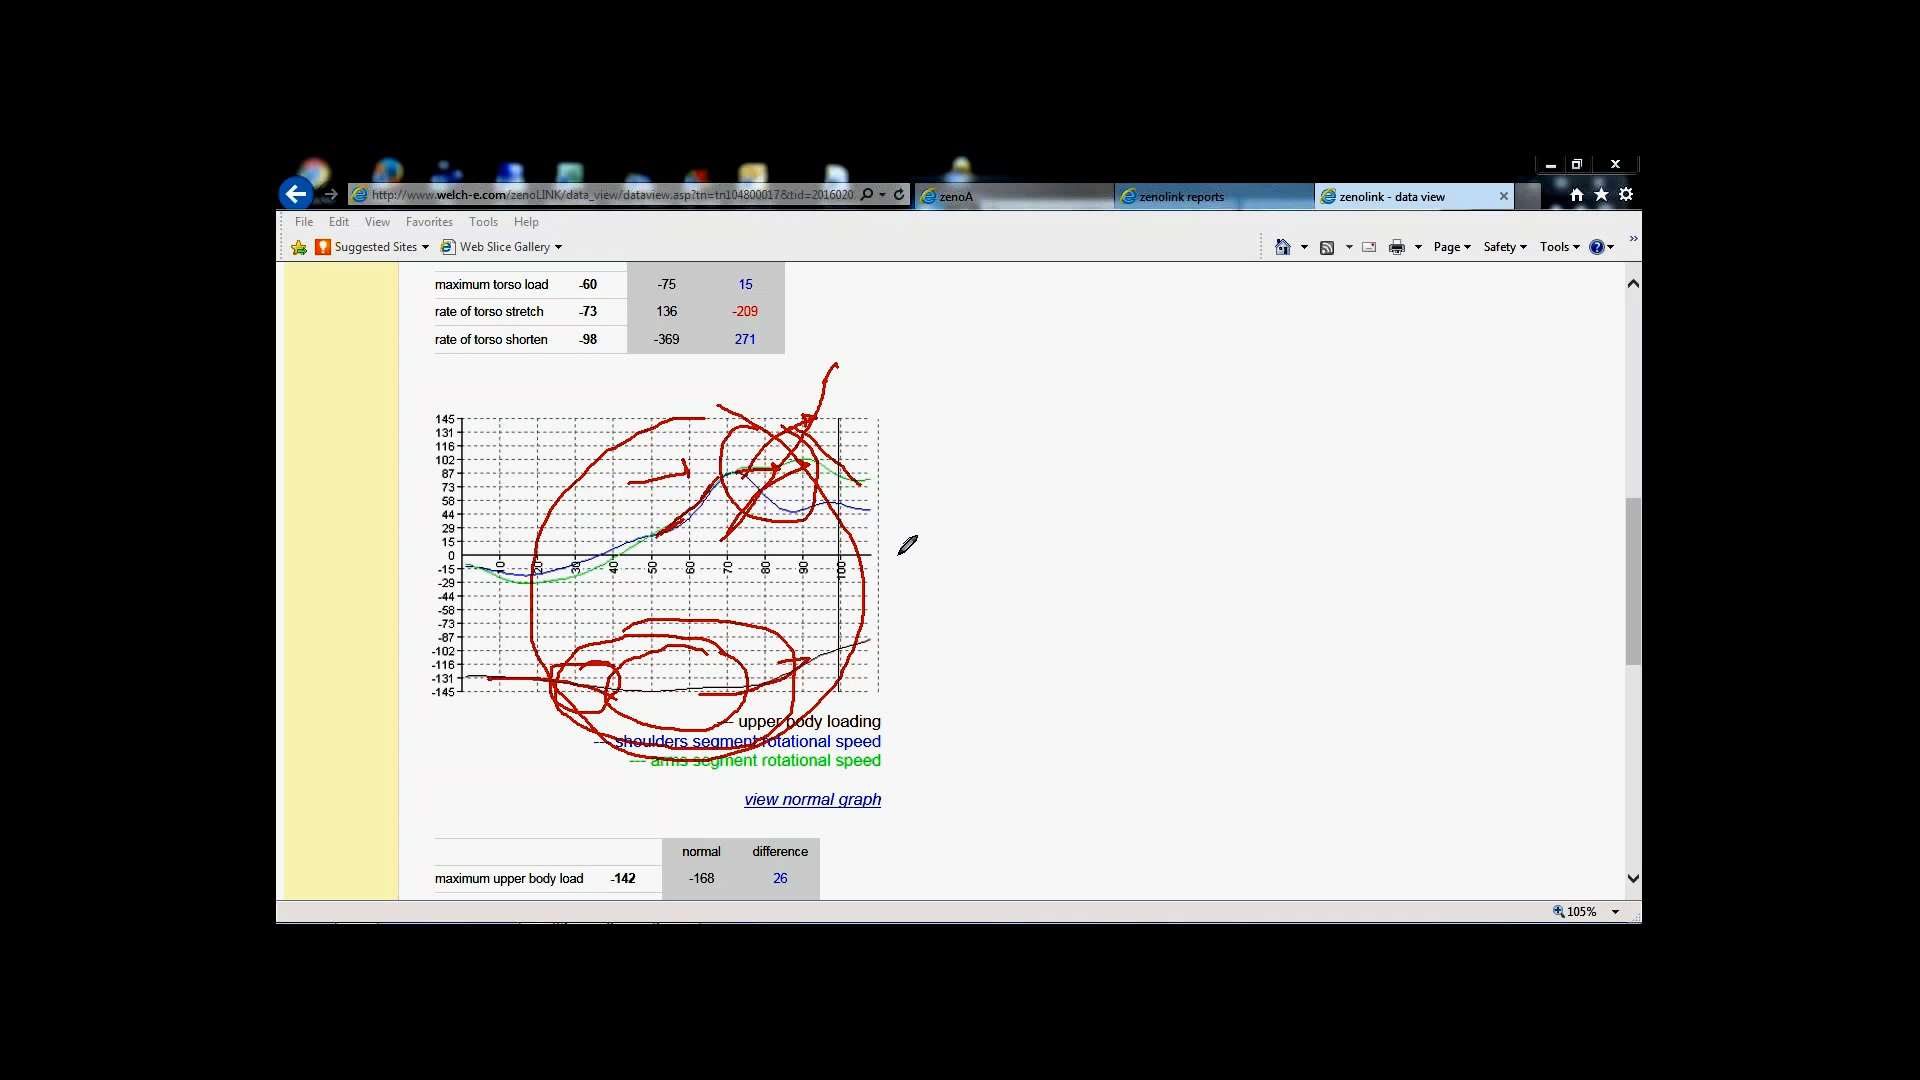 http://www.welch-e.com/zenoLINK/data_view/dataview.asp?tn=tn104800017&tid=2016020
zenoA
zenolink reports
zenolink - data view
File Edit View Favorites Tools Help
Suggested Sites Web Slice Gallery
Page Safety Tools
maximum torso load -60 -75 15
rate of torso stretch -73 136 -209
rate of torso shorten -98 -369 271
145
131
116
102
87
73
58
44
29
15
0
-15
-29
-44
-58
-73
-87
-102
-116
-131
-145
10 20 30 40 50 60 70 80 90 100
--- upper body loading
--- shoulders segment rotational speed
--- arms segment rotational speed
view normal graph
normal difference
maximum upper body load -142 -168 26
105%